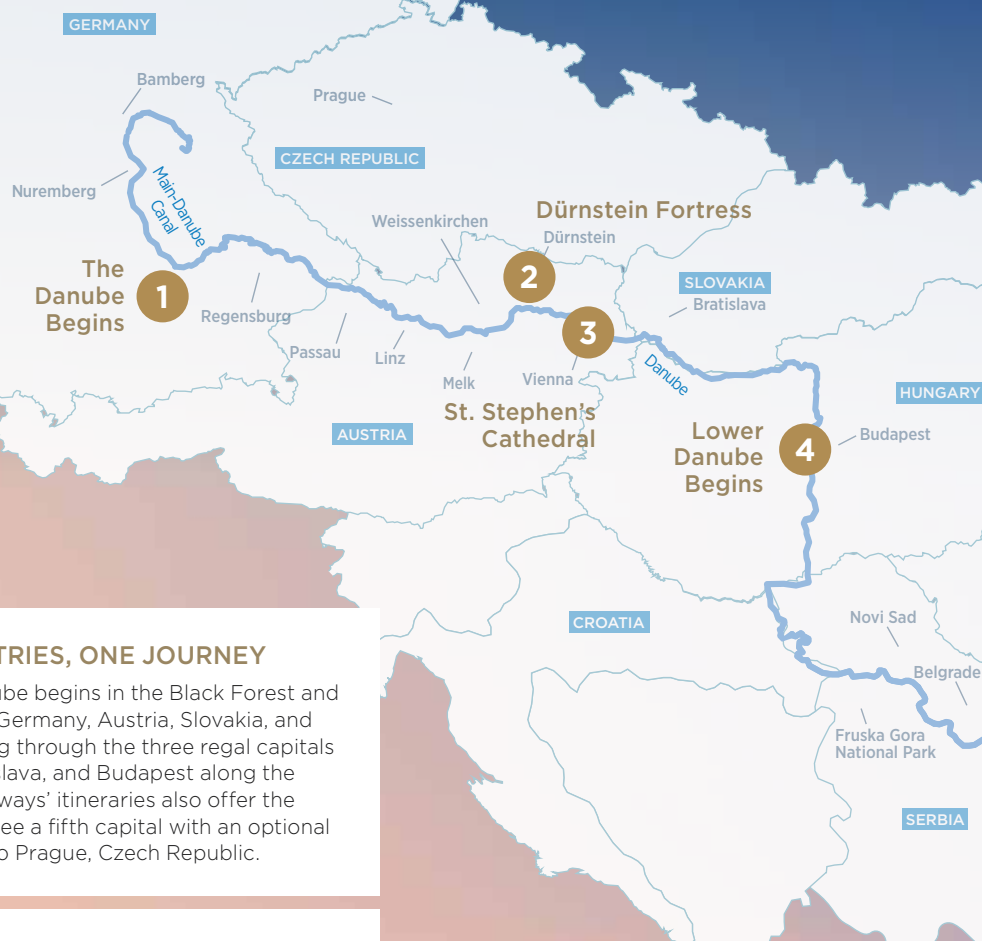 GERMANY
Bamberg
Prague
CZECH REPUBLIC
Nuremberg
Main-Danube
Canal
Weissenkirchen
Dürnstein Fortress
Dürnstein
2
The
Danube
Begins
1
Regensburg
SLOVAKIA
Bratislava
3
Passau
Linz
Melk
Vienna
Danube
St. Stephen's
Cathedral
AUSTRIA
HUNGARY
Lower
Danube
Begins
4
Budapest
CROATIA
Novi Sad
Belgrade
Fruska Gora
National Park
SERBIA
TRIES, ONE JOURNEY
ube begins in the Black Forest and
Germany, Austria, Slovakia, and
g through the three regal capitals
slava, and Budapest along the
ways’ itineraries also offer the
ee a fifth capital with an optional
o Prague, Czech Republic.